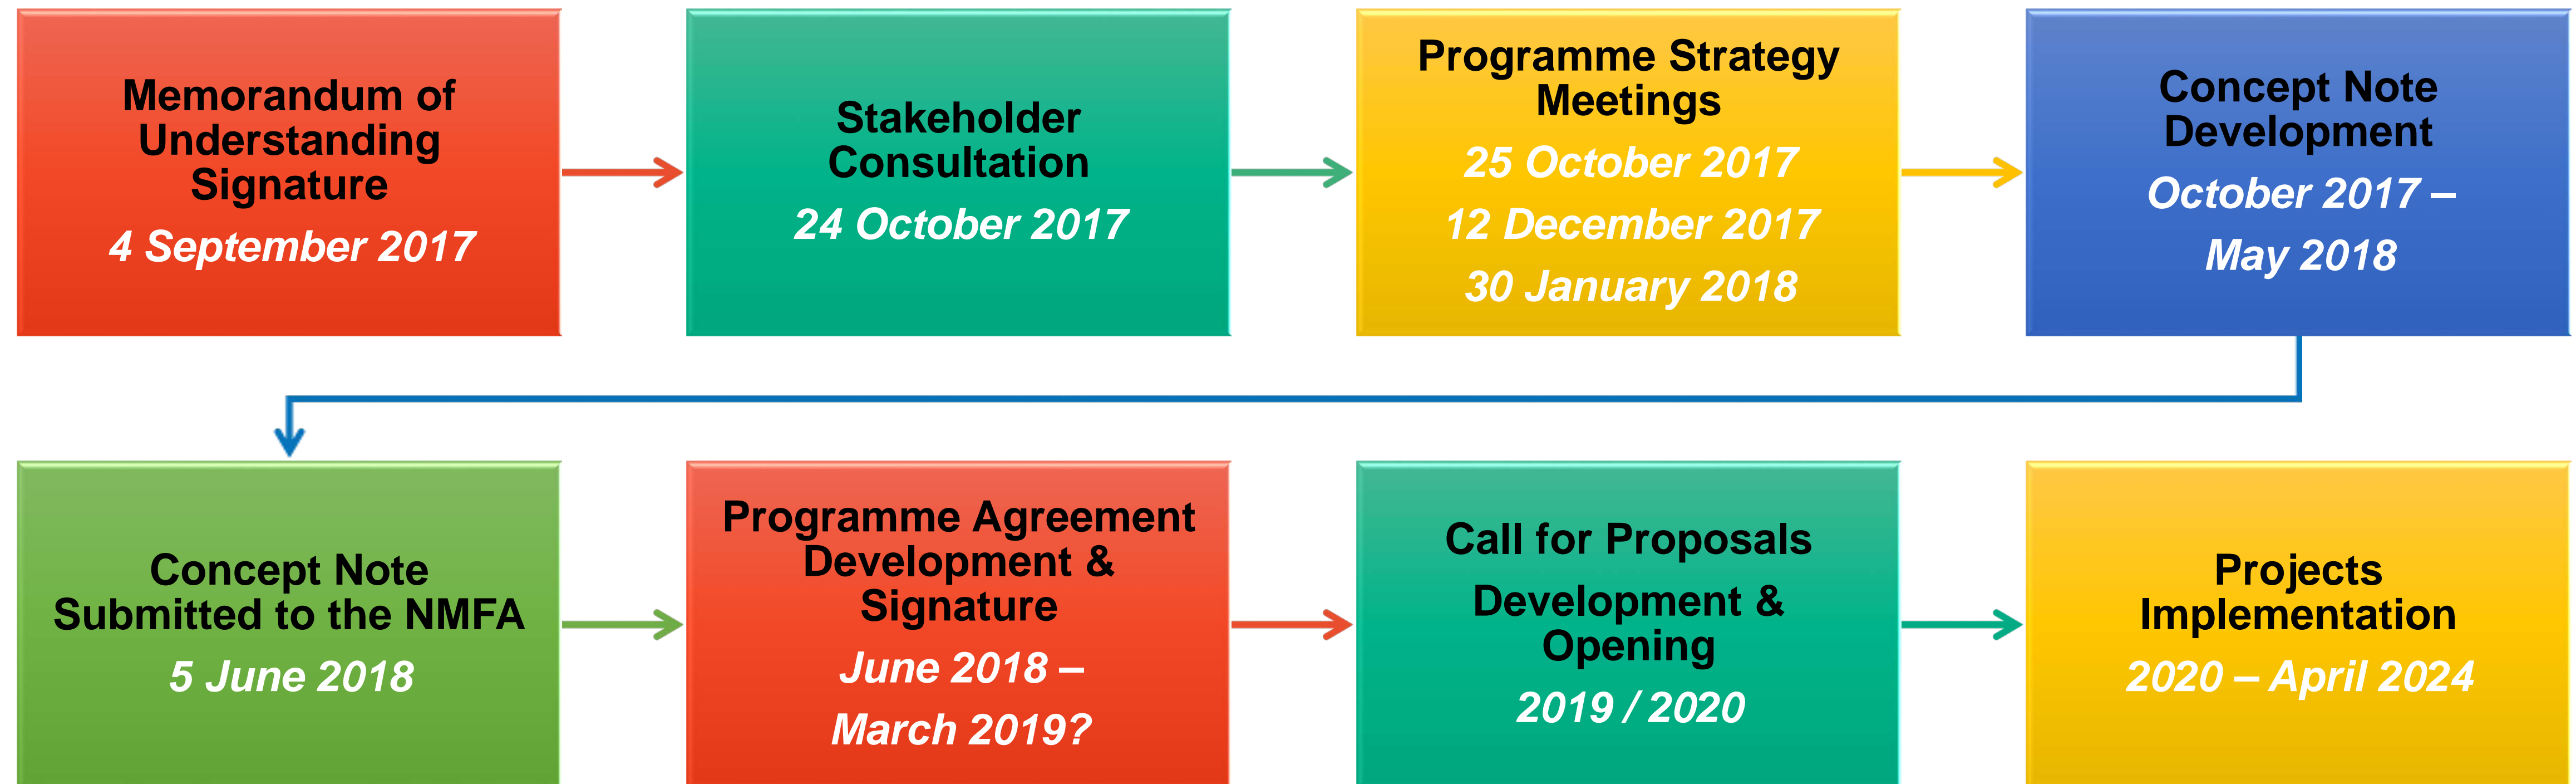 Memorandum of
Understanding
Signature
4 September 2017
Stakeholder
Consultation
24 October 2017
Programme Strategy
Meetings
25 October 2017
12 December 2017
30 January 2018
Concept Note
Development
October 2017 –
May 2018
Concept Note
Submitted to the NMFA
5 June 2018
Programme Agreement
Development &
Signature
June 2018 –
March 2019?
Call for Proposals
Development &
Opening
2019 / 2020
Projects
Implementation
2020 – April 2024